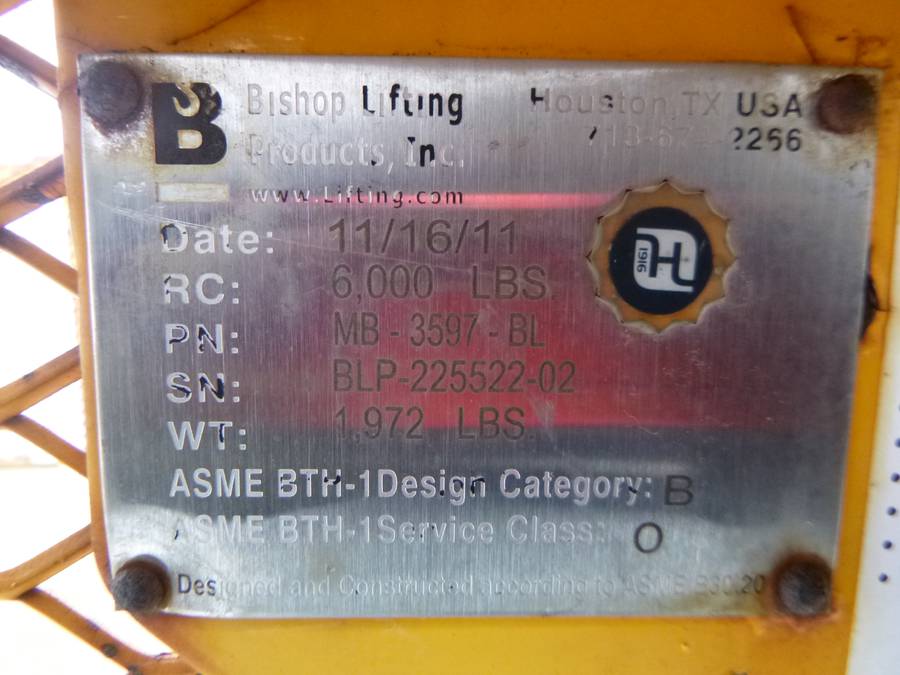 B Bishop Lifting Houston, TX USA
Products, Inc. 2266
www.Lifting.com
Date: 11/16/11
H
1916
RC: 6,000 LBS.
PN: MB - 3597 - BL
SN: BLP-225522-02
WT: 1,972 LBS.
ASME BTH-1Design Category: B
ASME BTH-1Service Class: O
Designed and Constructed according to ASME B30.20